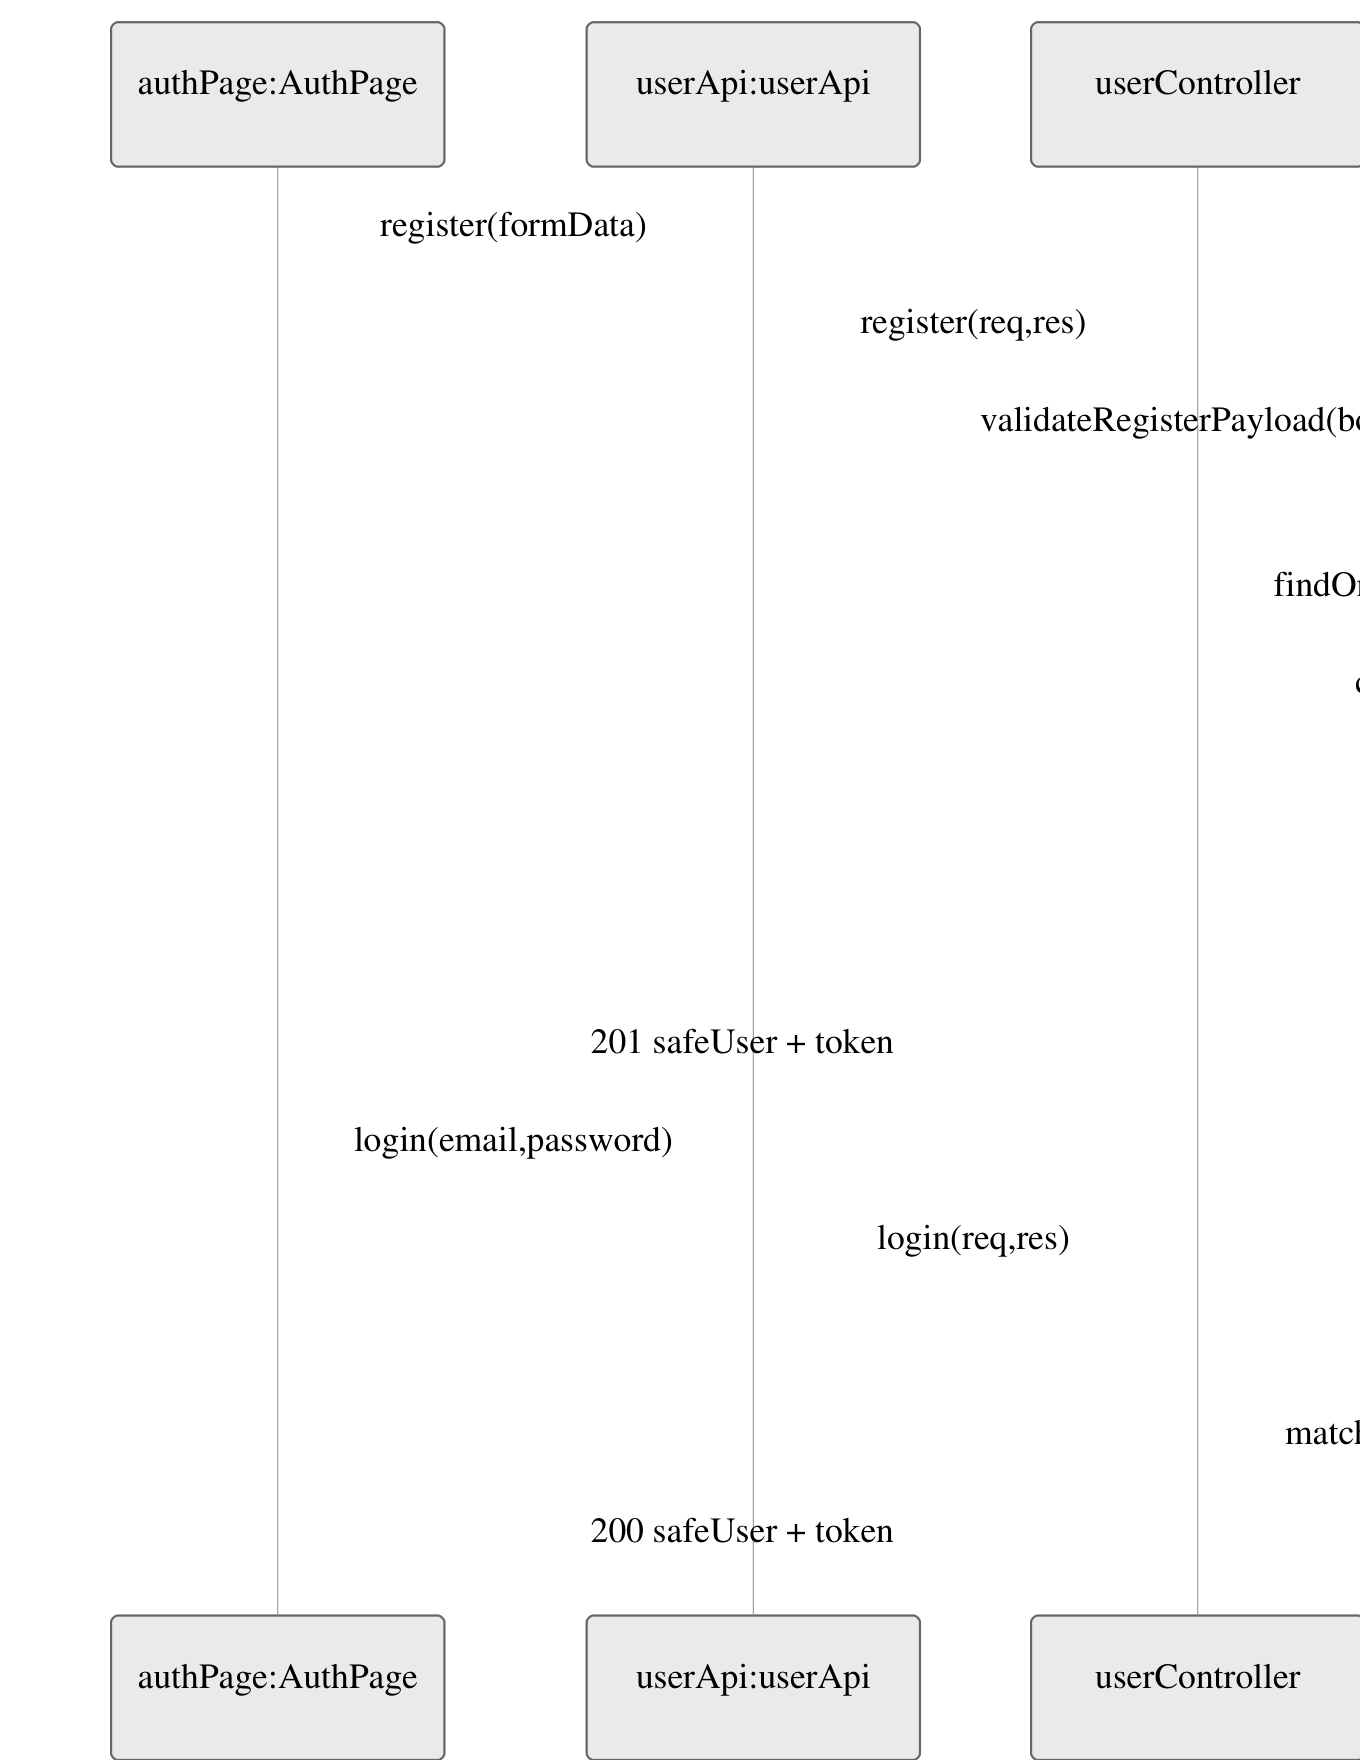 authPage:AuthPage
userApi:userApi
userController
register(formData)
register(req,res)
validateRegisterPayload(
201 safeUser + token
login(email,password)
login(req,res)
200 safeUser + token
authPage:AuthPage
userApi:userApi
userController